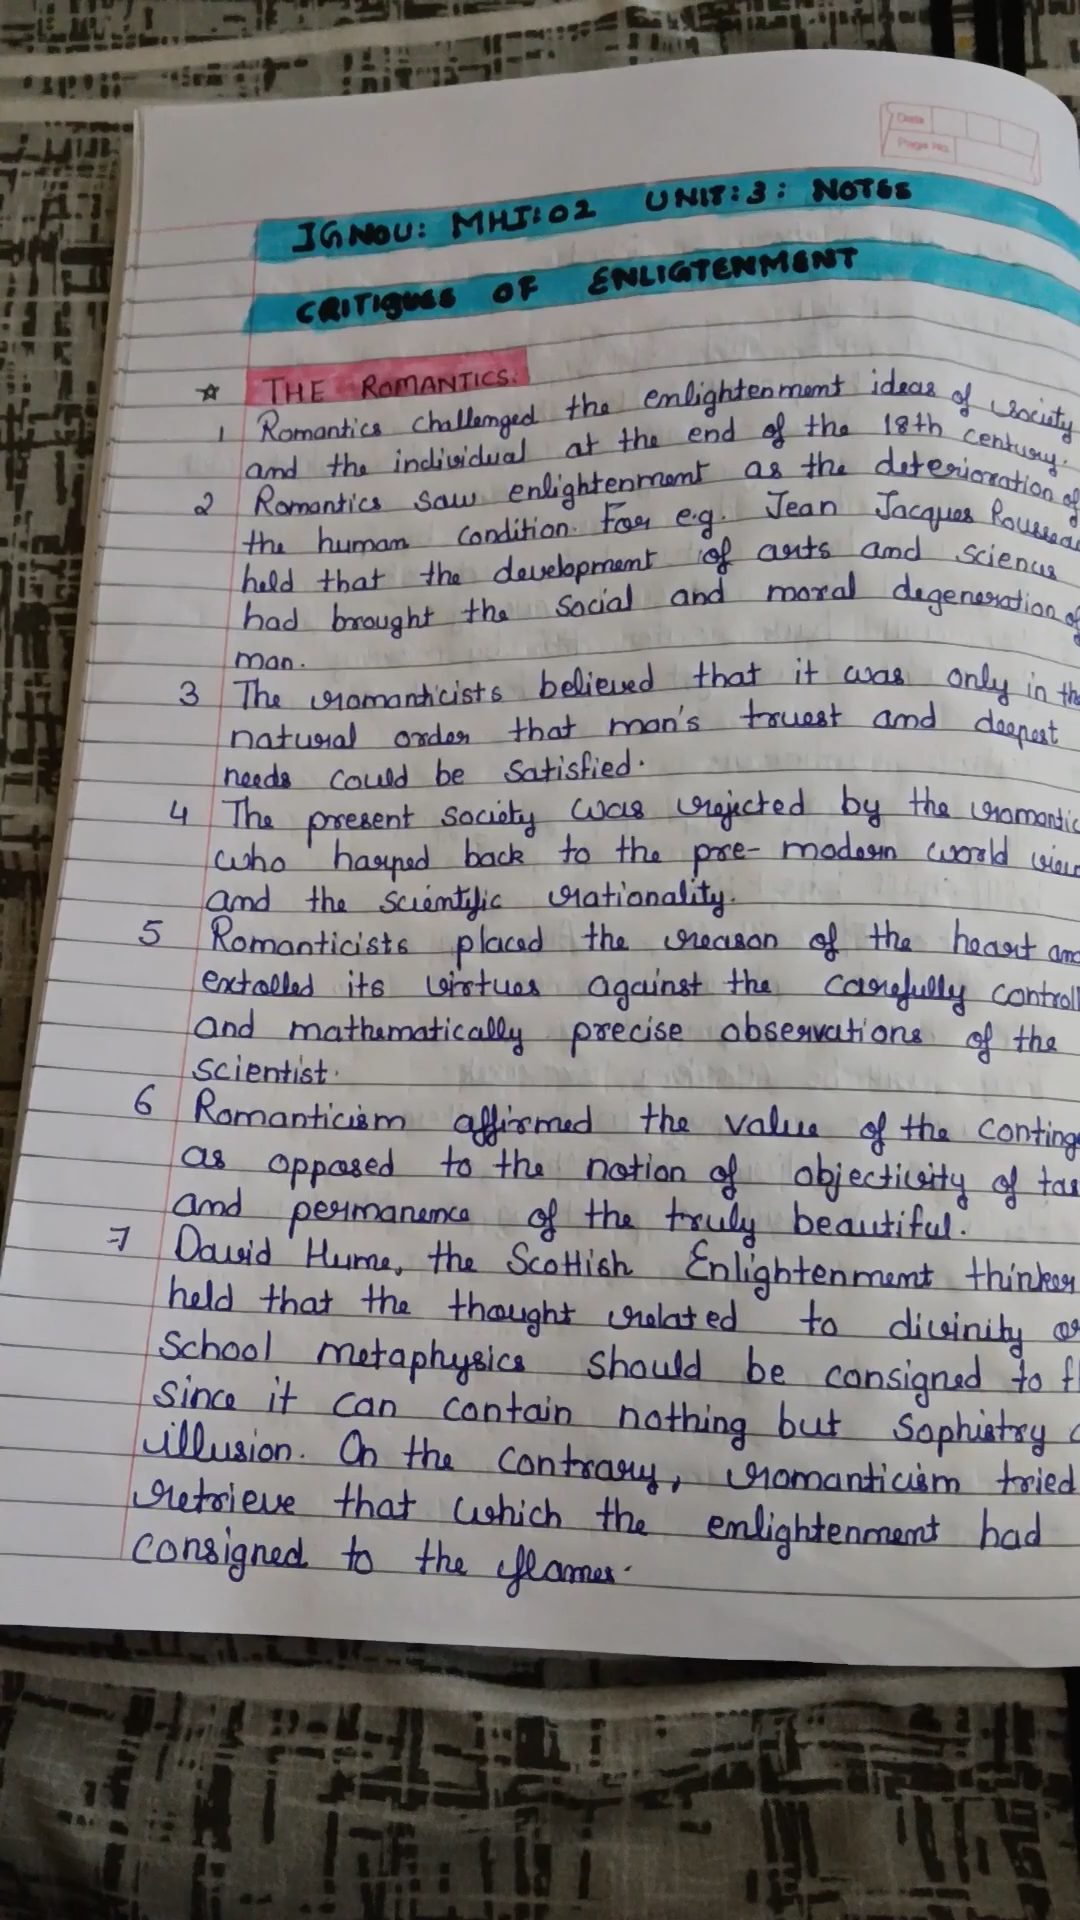 Date
Page No.
IGNOU: MHI:02 UNIT:3: NOTES
CRITIQUES OF ENLIGTENMENT
☆ THE ROMANTICS:
1 Romantics challenged the enlightenment ideas of society
and the individual at the end of the 18th century.
2 Romantics saw enlightenment as the deterioration of
the human condition. For e.g. Jean Jacques Roussea
held that the development of arts and sciences
had brought the social and moral degeneration of
man.
3 The romanticists believed that it was only in the
natural order that man's truest and deepest
needs could be satisfied.
4 The present society was rejected by the romantic
who harped back to the pre-modern world view
and the scientific rationality.
5 Romanticists placed the reason of the heart and
extolled its virtues against the carefully controll
and mathematically precise observations of the
scientist.
6 Romanticism affirmed the value of the continge
as opposed to the notion of objectivity of tas
and permanence of the truly beautiful.
7 David Hume, the Scottish Enlightenment thinker
held that the thought related to divinity or
school metaphysics should be consigned to
since it can contain nothing but sophistry
illusion. On the contrary, romanticism tried
retrieve that which the enlightenment had
consigned to the flames.